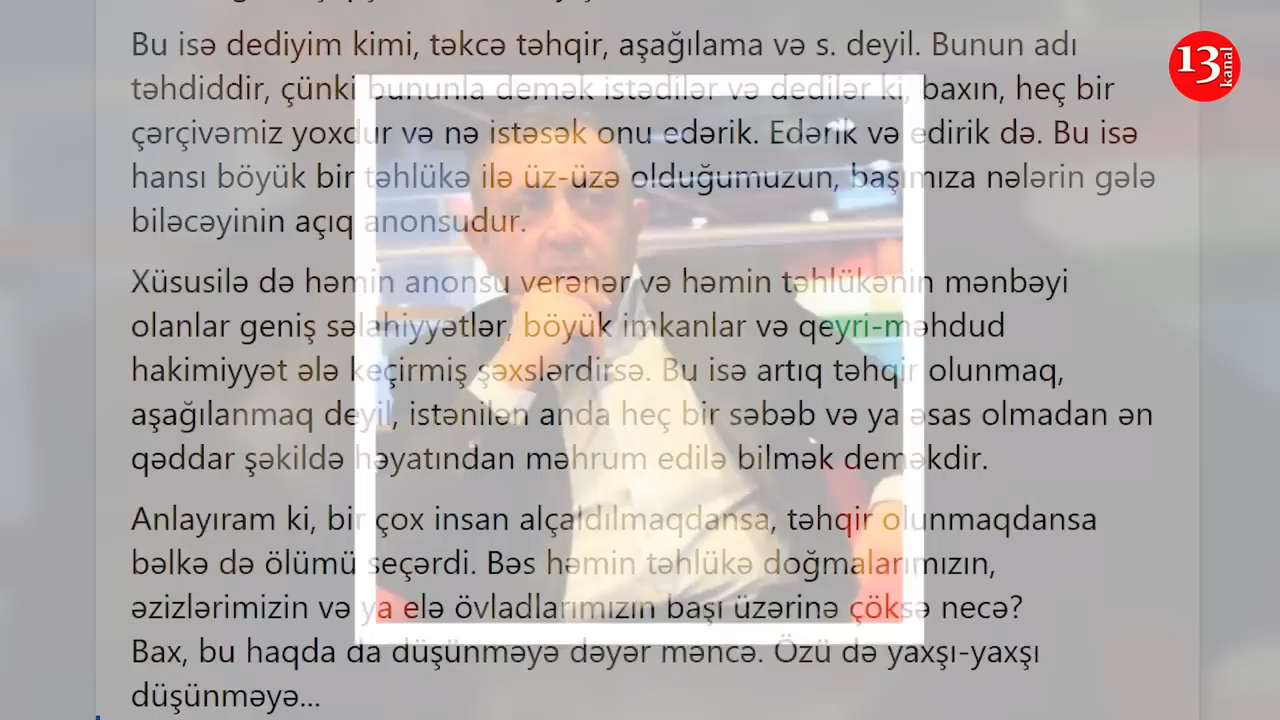 Bu isə dediyim kimi, təkcə təhqir, aşağılama və s. deyil. Bunun adı
təhdiddir, çünki bununla demək istədilər və dedilər ki, baxın, heç bir
çərçivəmiz yoxdur və nə istəsək onu edərik. Edərik və edirik də. Bu isə
hansı böyük bir təhlükə ilə üz-üzə olduğumuzun, başımıza nələrin gələ
biləcəyinin açıq anonsudur.
Xüsusilə də həmin anonsu verənər və həmin təhlükənin mənbəyi
olanlar geniş səlahiyyətlər, böyük imkanlar və qeyri-məhdud
hakimiyyət ələ keçirmiş şəxslərdirsə. Bu isə artıq təhqir olunmaq,
aşağılanmaq deyil, istənilən anda heç bir səbəb və ya əsas olmadan ən
qəddar şəkildə həyatından məhrum edilə bilmək deməkdir.
Anlayıram ki, bir çox insan alçaldılmaqdansa, təhqir olunmaqdansa
bəlkə də ölümü seçərdi. Bəs həmin təhlükə doğmalarımızın,
əzizlərimizin və ya elə övladlarımızın başı üzərinə çöksə necə?
Bax, bu haqda da düşünməyə dəyər məncə. Özü də yaxşı-yaxşı
düşünməyə...
13 kanal